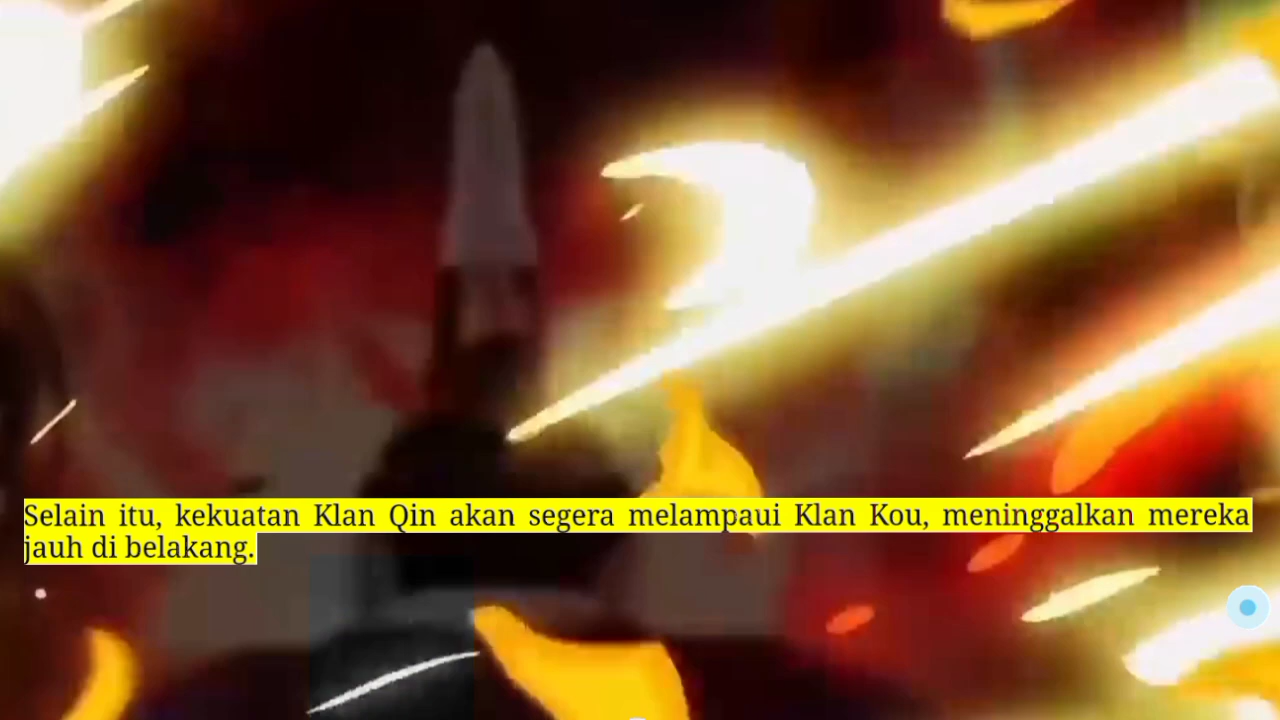 Selain itu, kekuatan Klan Qin akan segera melampaui Klan Kou, meninggalkan mereka
jauh di belakang.